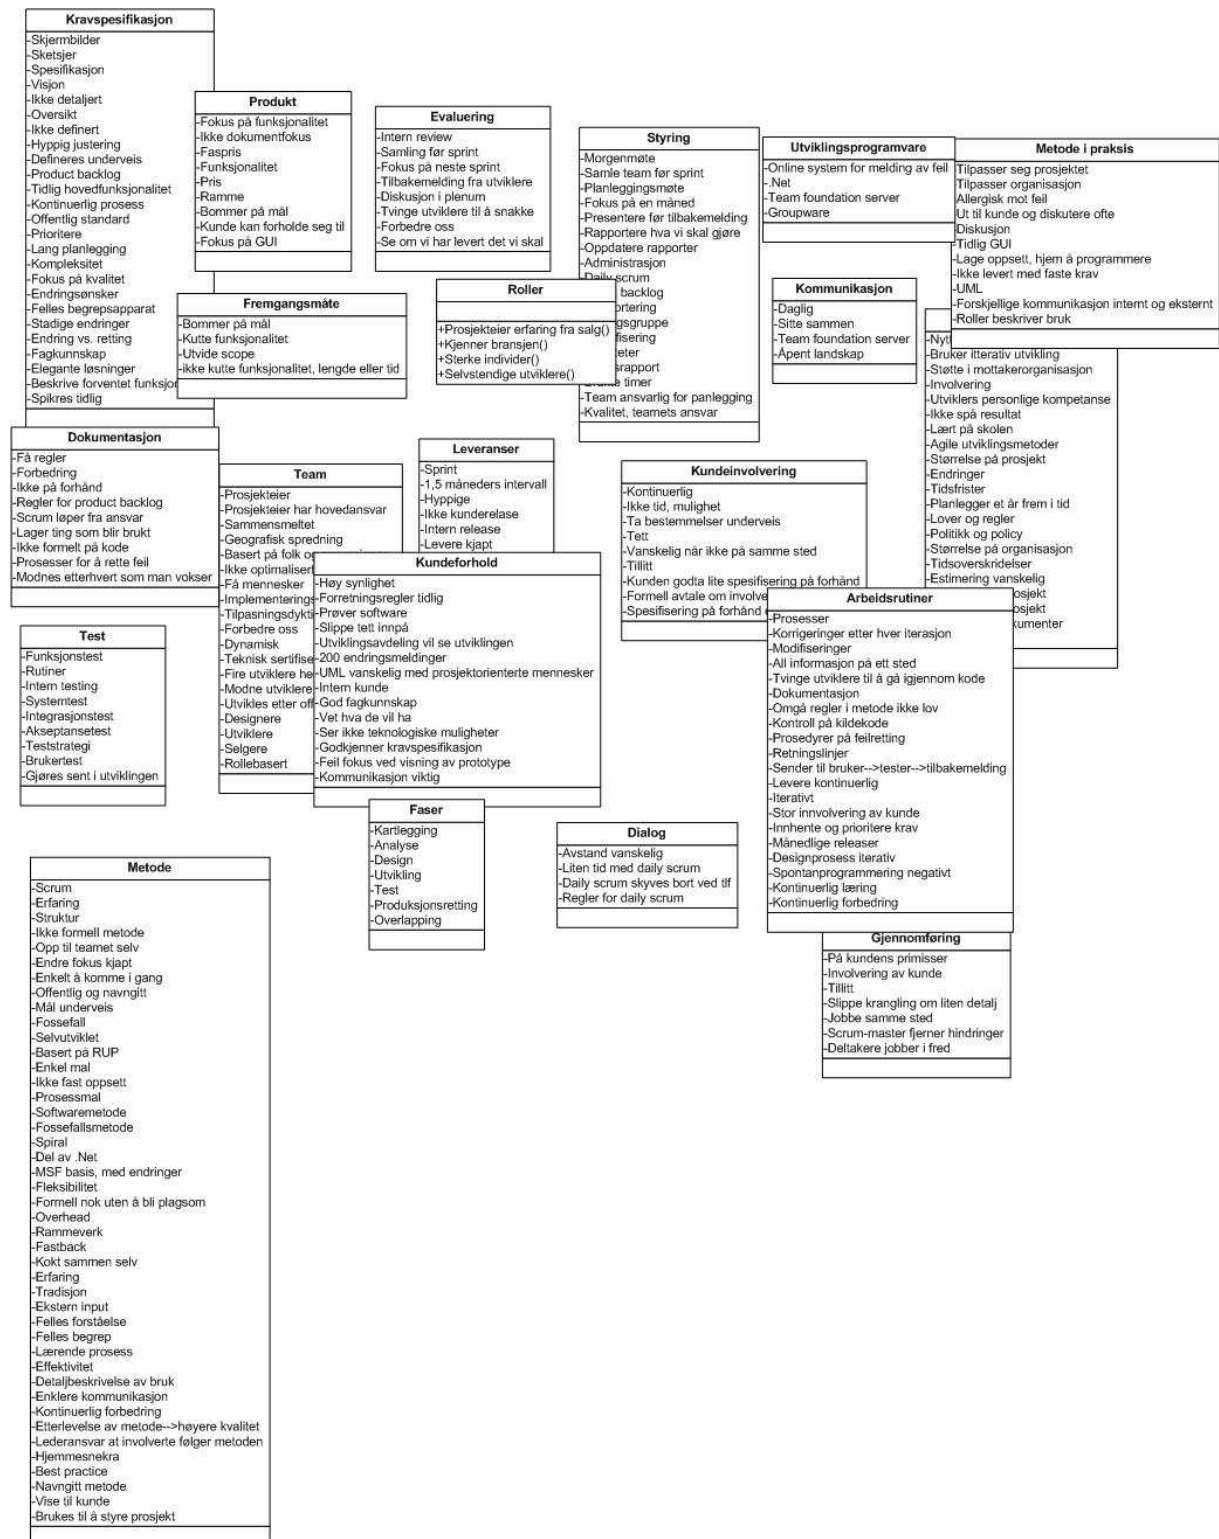 Kravspesifikasjon
-Skjermbilder
-Sketsjer
-Spesifikasjon
-Visjon
-Ikke detaljert
-Oversikt
-Ikke definert
-Hyppig justering
-Defineres underveis
-Product backlog
-Tidlig hovedfunksjonalitet
-Kontinuerlig prosess
-Offentlig standard
-Prioritere
-Lang planlegging
-Kompleksitet
-Fokus på kvalitet
-Endringsønsker
-Felles begrepsapparat
-Stadige endringer
-Endring vs. retting
-Fagkunnskap
-Elegante løsninger
-Beskrive forventet
-Spikres tidlig
Produkt
-Fokus på funksjonalitet
-Ikke dokumentfokus
-Faspris
-Funksjonalitet
-Pris
-Ramme
-Bommer på mål
-Kunde kan forholde seg til
-Fokus på GUI
Evaluering
-Intern review
-Samling før sprint
-Fokus på neste sprint
-Tilbakemelding fra utviklere
-Diskusjon i plenum
-Tvinge utviklere til å snakke
-Forbedre oss
-Se om vi har levert det vi skal
Styring
-Morgenmøte
-Samle team før sprint
-Planleggingsmøte
-Fokus på en måned
-Presentere før tilbakemelding
-Rapportere hva vi skal gjøre
-Oppdatere rapporter
-Administrasjon
-Daily scrum
backlog
timer
-Team ansvarlig for panlegging
-Kvalitet, teamets ansvar
Utviklingsprogramvare
-Online system for melding av feil
-.Net
-Team foundation server
-Groupware
Metode i praksis
Tilpasser seg prosjektet
Tilpasser organisasjon
Allergisk mot feil
Ut til kunde og diskutere ofte
-Diskusjon
-Tidlig GUI
-Lage oppsett, hjem å programmere
-Ikke levert med faste krav
-UML
-Forskjellige kommunikasjon internt og eksternt
-Roller beskriver bruk
Fremgangsmåte
-Bommer på mål
-Kutte funksjonalitet
-Utvide scope
-ikke kutte funksjonalitet, lengde eller tid
Roller
+Prosjekteier erfaring fra salg()
+Kjenner bransjen()
+Sterke individer()
+Selvstendige utviklere()
Kommunikasjon
-Daglig
-Sitte sammen
-Team foundation server
-Åpent landskap
-Bruker itterativ utvikling
-Støtte i mottakerorganisasjon
-Involvering
-Utviklers personlige kompetanse
-Ikke spå resultat
-Lært på skolen
-Agile utviklingsmetoder
-Størrelse på prosjekt
-Endringer
-Tidsfrister
-Planlegger et år frem i tid
-Lover og regler
-Politikk og policy
-Størrelse på organisasjon
-Tidsoverskridelser
-Estimering vanskelig
Dokumentasjon
-Få regler
-Forbedring
-Ikke på forhånd
-Regler for product backlog
-Scrum løper fra ansvar
-Lager ting som blir brukt
-Ikke formelt på kode
-Prosesser for å rette feil
-Modnes etterhvert som man vokser
Team
-Prosjekteier
-Prosjekteier har hovedansvar
-Sammensmeltet
-Geografisk spredning
-Basert på folk
-Ikke optimalisert
-Få mennesker
-Forbedre oss
-Dynamisk
-Teknisk
-Fire utviklere
-Modne utviklere
-Utvikles etter
-Designere
-Utviklere
-Selgere
-Rollebasert
Leveranser
-Sprint
-1,5 måneders intervall
-Hyppige
-Ikke kunderelase
-Intern release
-Levere kjapt
Kundeinvolvering
-Kontinuerlig
-Ikke tid, mulighet
-Ta bestemmelser underveis
-Tett
-Vanskelig når ikke på samme sted
-Tillitt
-Kunden godta lite spesifisering på forhånd
-Formell avtale om
-Spesifisering på forhånd
Kundeforhold
-Høy synlighet
-Forretningsregler tidlig
-Prøver software
-Slippe tett innpå
-Utviklingsavdeling vil se utviklingen
-200 endringsmeldinger
-UML vanskelig med prosjektorienterte mennesker
-Intern kunde
-God fagkunnskap
-Vet hva de vil ha
-Ser ikke teknologiske muligheter
-Godkjenner kravspesifikasjon
-Feil fokus ved visning av prototype
-Kommunikasjon viktig
Arbeidsrutiner
-Prosesser
-Korrigeringer etter hver iterasjon
-Modifiseringer
-All informasjon på ett sted
-Tvinge utviklere til å gå igjennom kode
-Dokumentasjon
-Omgå regler i metode ikke lov
-Kontroll på kildekode
-Prosedyrer på feilretting
-Retningslinjer
-Sender til bruker-->tester-->tilbakemelding
-Levere kontinuerlig
-Iterativt
-Stor innvolvering av kunde
-Innhente og prioritere krav
-Månedlige releaser
-Designprosess iterativ
-Spontanprogrammering negativt
-Kontinuerlig læring
-Kontinuerlig forbedring
Test
-Funksjonstest
-Rutiner
-Intern testing
-Systemtest
-Integrasjonstest
-Akseptansetest
-Teststrategi
-Brukertest
-Gjøres sent i utviklingen
Faser
-Kartlegging
-Analyse
-Design
-Utvikling
-Test
-Produksjonsretting
-Overlapping
Dialog
-Avstand vanskelig
-Liten tid med daily scrum
-Daily scrum skyves bort ved tlf
-Regler for daily scrum
Gjennomføring
-På kundens primisser
-Involvering av kunde
-Tillitt
-Slippe krangling om liten detalj
-Jobbe samme sted
-Scrum-master fjerner hindringer
-Deltakere jobber i fred
Metode
-Scrum
-Erfaring
-Struktur
-Ikke formell metode
-Opp til teamet selv
-Endre fokus kjapt
-Enkelt å komme i gang
-Offentlig og navngitt
-Mål underveis
-Fossefall
-Selvutviklet
-Basert på RUP
-Enkel mal
-Ikke fast oppsett
-Prosessmal
-Softwaremetode
-Fossefallsmetode
-Spiral
-Del av .Net
-MSF basis, med endringer
-Fleksibilitet
-Formell nok uten å bli plagsom
-Overhead
-Rammeverk
-Fastback
-Kokt sammen selv
-Erfaring
-Tradisjon
-Ekstern input
-Felles forståelse
-Felles begrep
-Lærende prosess
-Effektivitet
-Detaljbeskrivelse av bruk
-Enklere kommunikasjon
-Kontinuerlig forbedring
-Etterlevelse av metode-->høyere kvalitet
-Lederansvar at involverte følger metoden
-Hjemmesnekra
-Best practice
-Navngitt metode
-Vise til kunde
-Brukes til å styre prosjekt